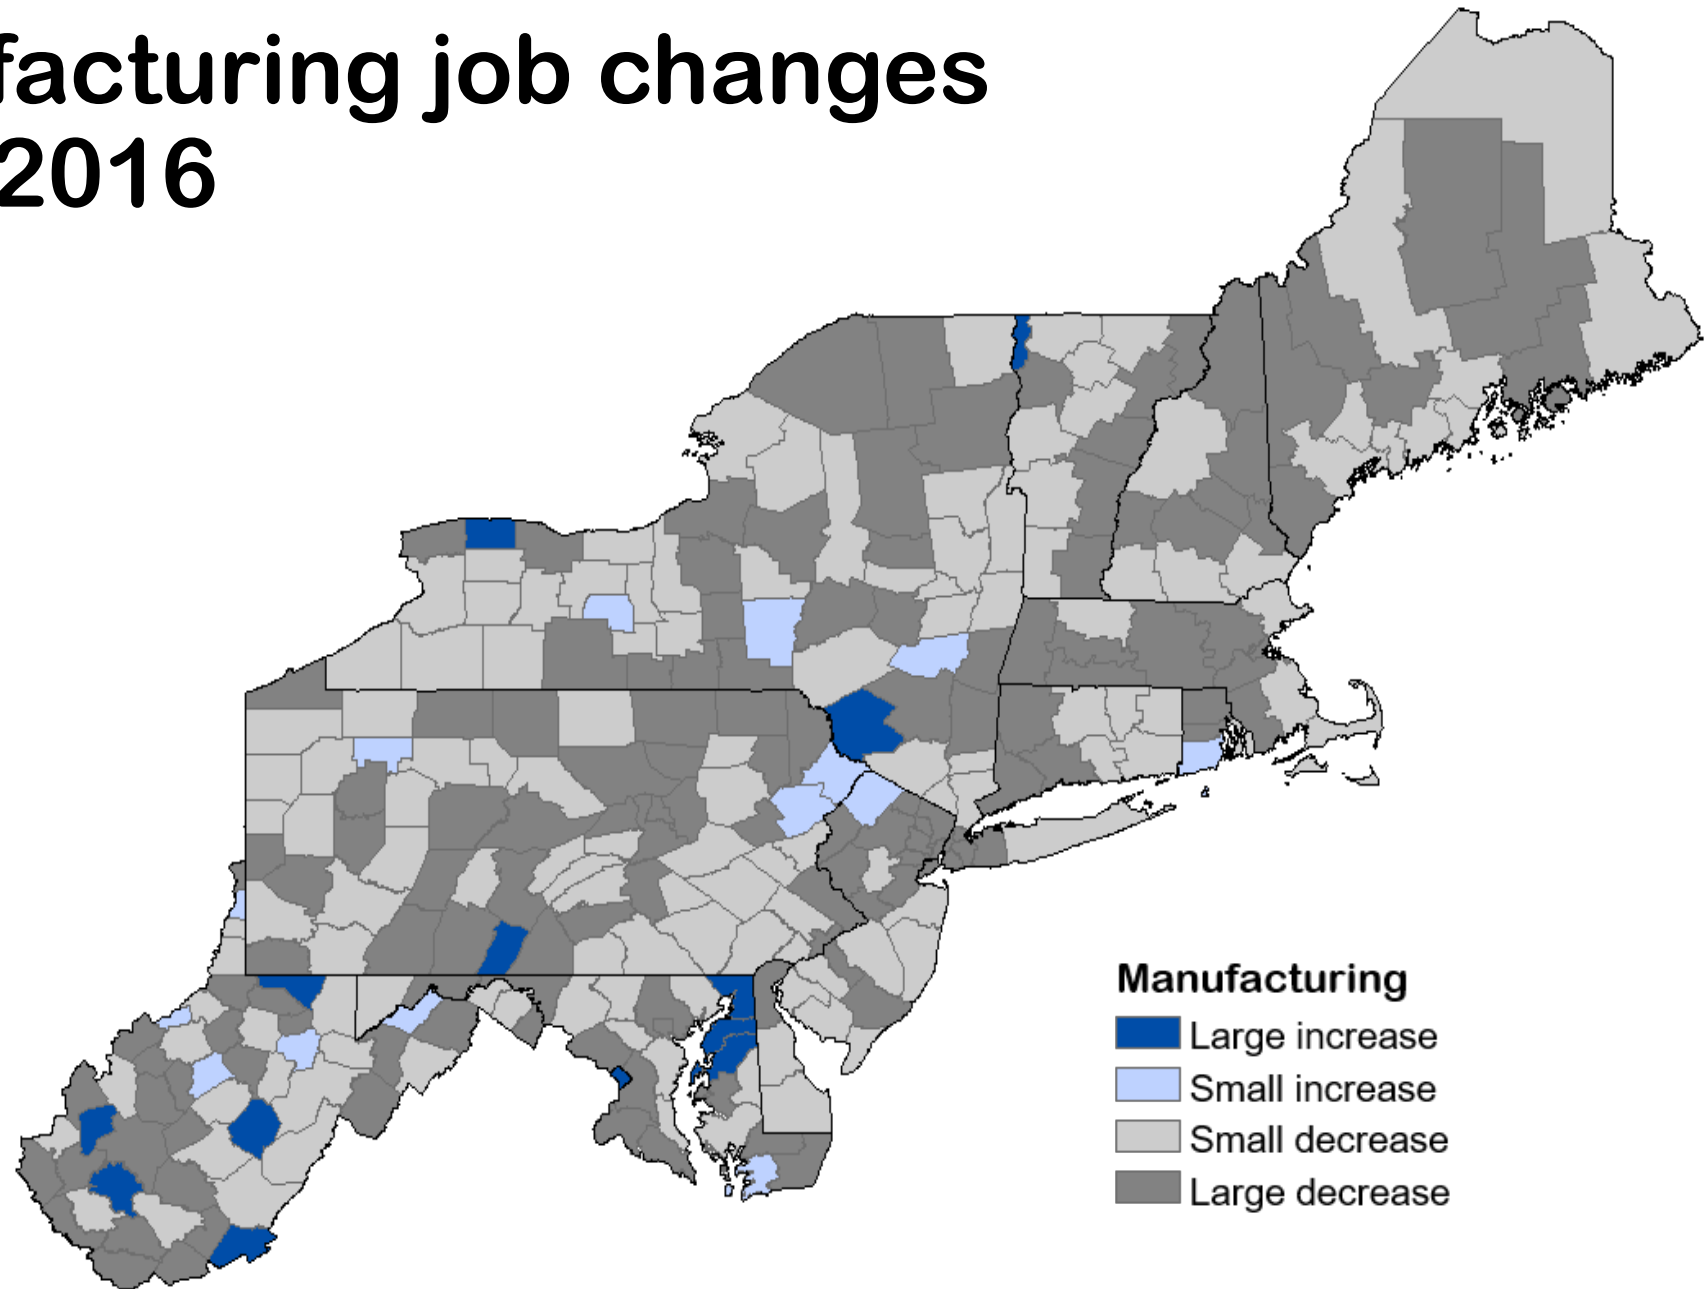 facturing job changes
2016
Manufacturing
Large increase
Small increase
Small decrease
Large decrease